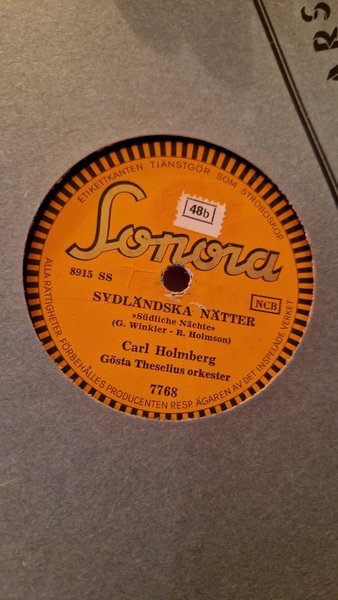 ARS
ETIKETTKANTEN TJÄNSTGÖR SOM STROBOSKOP
48b
Sonora
8915 SS
NCB
SYDLÄNDSKA NÄTTER
»Südliche Nächte»
(G. Winkler - R. Holmson)
Carl Holmberg
Gösta Theselius orkester
7768
ALLA RÄTTIGHETER FÖRBEHÅLLES PRODUCENTEN RESP. ÄGAREN AV DET INSPELADE VERKET